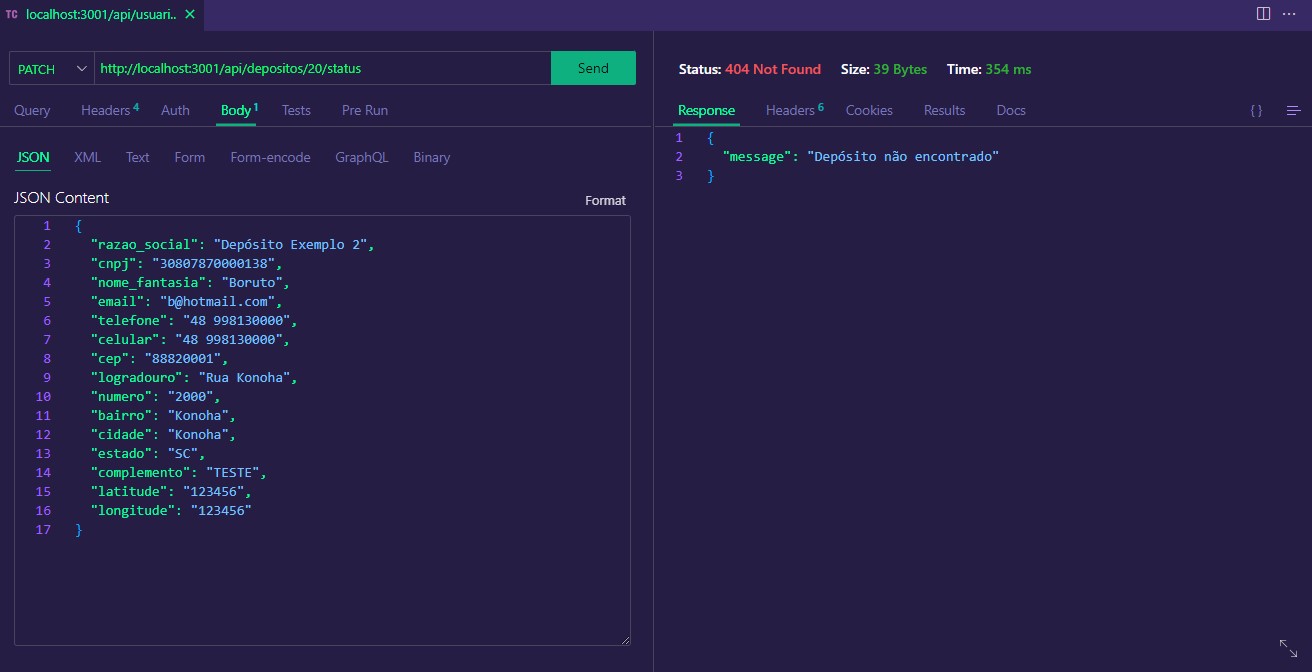 TC localhost:3001/api/usuari..
PATCH http://localhost:3001/api/depositos/20/status Send
Query Headers 4 Auth Body 1 Tests Pre Run
JSON XML Text Form Form-encode GraphQL Binary
JSON Content Format
1 {
2 "razao_social": "Depósito Exemplo 2",
3 "cnpj": "30807870000138",
4 "nome_fantasia": "Boruto",
5 "email": "b@hotmail.com",
6 "telefone": "48 998130000",
7 "celular": "48 998130000",
8 "cep": "88820001",
9 "logradouro": "Rua Konoha",
10 "numero": "2000",
11 "bairro": "Konoha",
12 "cidade": "Konoha",
13 "estado": "SC",
14 "complemento": "TESTE",
15 "latitude": "123456",
16 "longitude": "123456"
17 }
Status: 404 Not Found Size: 39 Bytes Time: 354 ms
Response Headers 6 Cookies Results Docs { }
1 {
2 "message": "Depósito não encontrado"
3 }